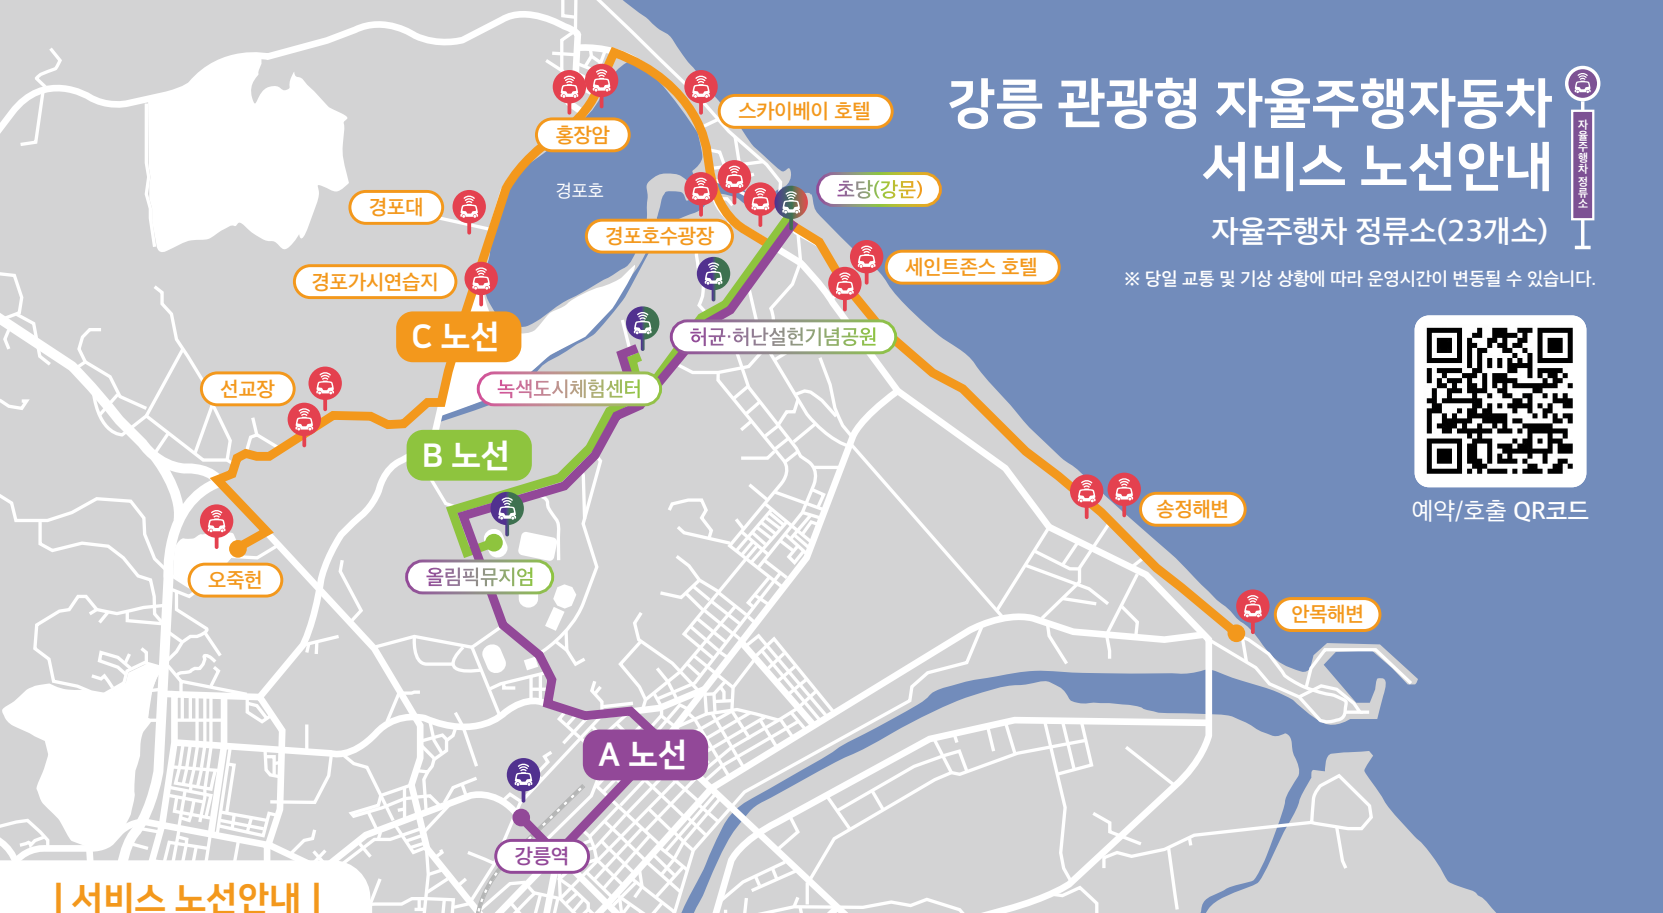 강릉 관광형 자율주행자동차
서비스 노선안내
자율주행차 정류소(23개소)
※ 당일 교통 및 기상 상황에 따라 운영시간이 변동될 수 있습니다.
자율주행차 정류소
예약/호출 QR코드
스카이베이 호텔
홍장암
경포호
초당(강문)
경포대
경포호수광장
세인트존스 호텔
경포가시연습지
C 노선
허균·허난설헌기념공원
선교장
녹색도시체험센터
B 노선
송정해변
오죽헌
올림픽뮤지엄
안목해변
A 노선
강릉역
| 서비스 노선안내 |